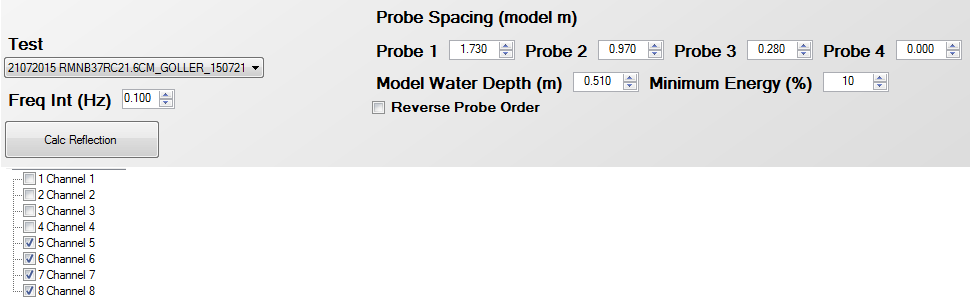 Probe Spacing (model m)
Test
21072015 RMNB37RC21.6CM_GOLLER_150721
Probe 1 1.730 Probe 2 0.970 Probe 3 0.280 Probe 4 0.000
Model Water Depth (m) 0.510 Minimum Energy (%) 10
Freq Int (Hz) 0.100
Reverse Probe Order
Calc Reflection
1 Channel 1
2 Channel 2
3 Channel 3
4 Channel 4
5 Channel 5
6 Channel 6
7 Channel 7
8 Channel 8